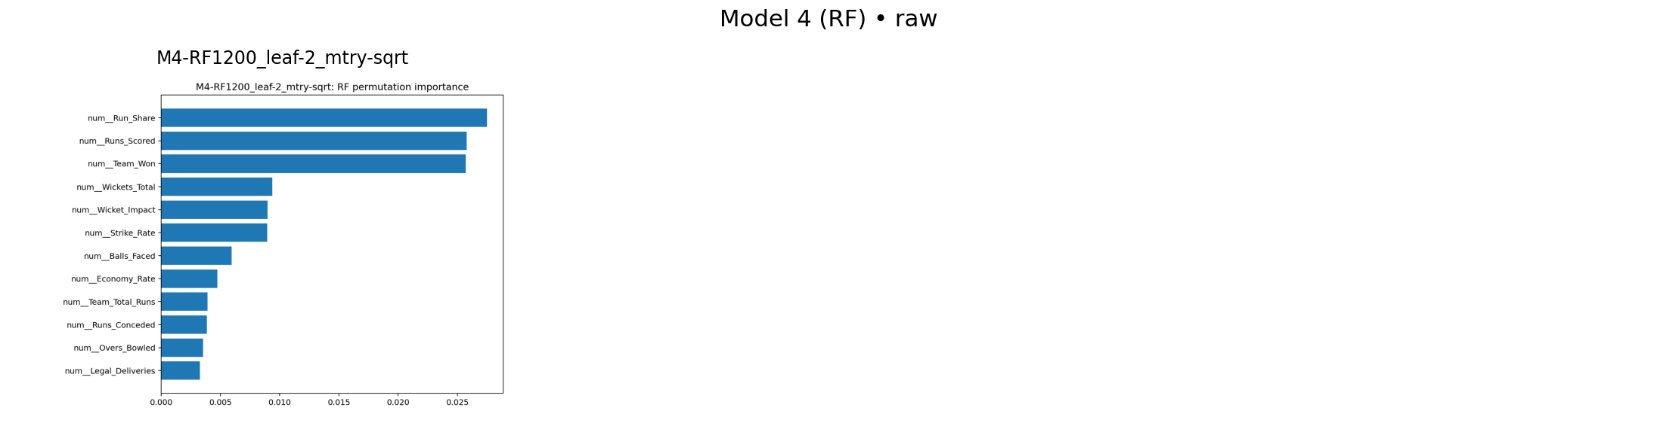 Model 4 (RF) • raw
M4-RF1200_leaf-2_mtry-sqrt
M4-RF1200_leaf-2_mtry-sqrt: RF permutation importance
num__Run_Share
num__Runs_Scored
num__Team_Won
num__Wickets_Total
num__Wicket_Impact
num__Strike_Rate
num__Balls_Faced
num__Economy_Rate
num__Team_Total_Runs
num__Runs_Conceded
num__Overs_Bowled
num__Legal_Deliveries
0.000 0.005 0.010 0.015 0.020 0.025